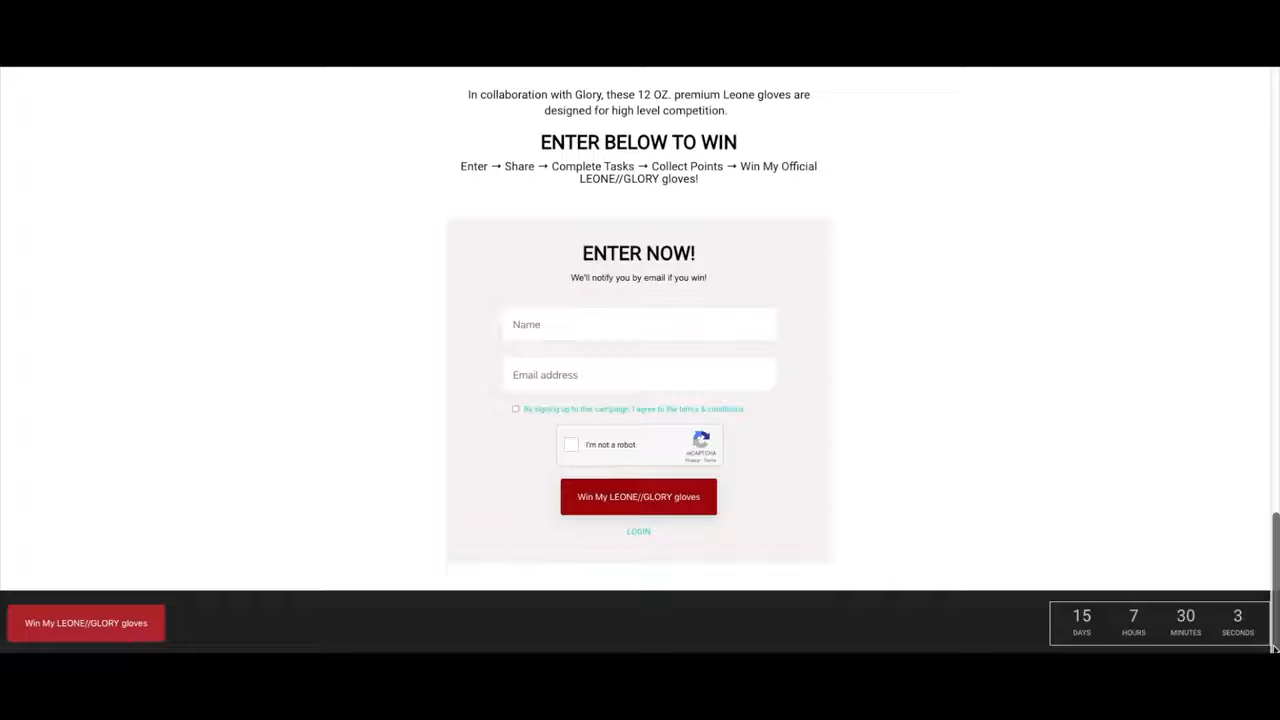 In collaboration with Glory, these 12 OZ. premium Leone gloves are
designed for high level competition.
ENTER BELOW TO WIN
Enter → Share → Complete Tasks → Collect Points → Win My Official
LEONE//GLORY gloves!
ENTER NOW!
We'll notify you by email if you win!
Name
Email address
By signing up to this campaign, I agree to the terms & conditions
I'm not a robot
reCAPTCHA
Privacy - Terms
Win My LEONE//GLORY gloves
LOGIN
Win My LEONE//GLORY gloves
15 7 30 3
DAYS HOURS MINUTES SECONDS